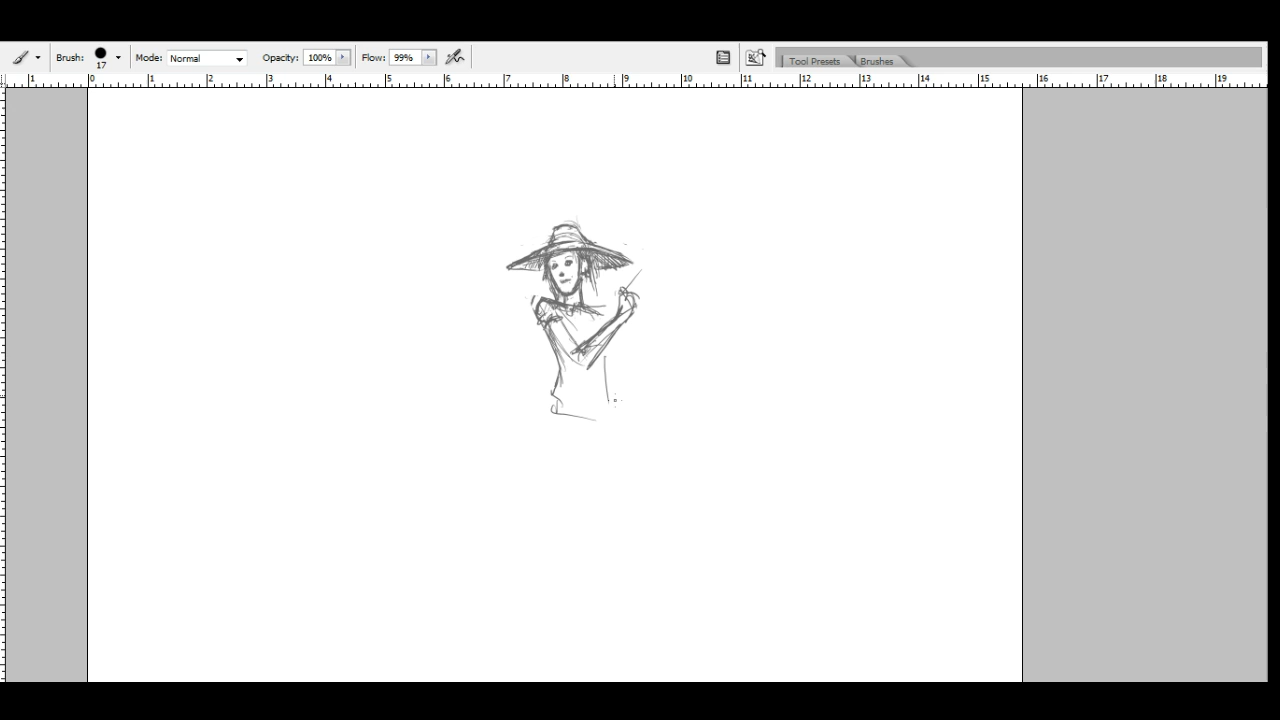 Brush: 17 Mode: Normal Opacity: 100% Flow: 99% Tool Presets Brushes
1 0 1 2 3 4 5 6 7 8 9 10 11 12 13 14 15 16 17 18 19